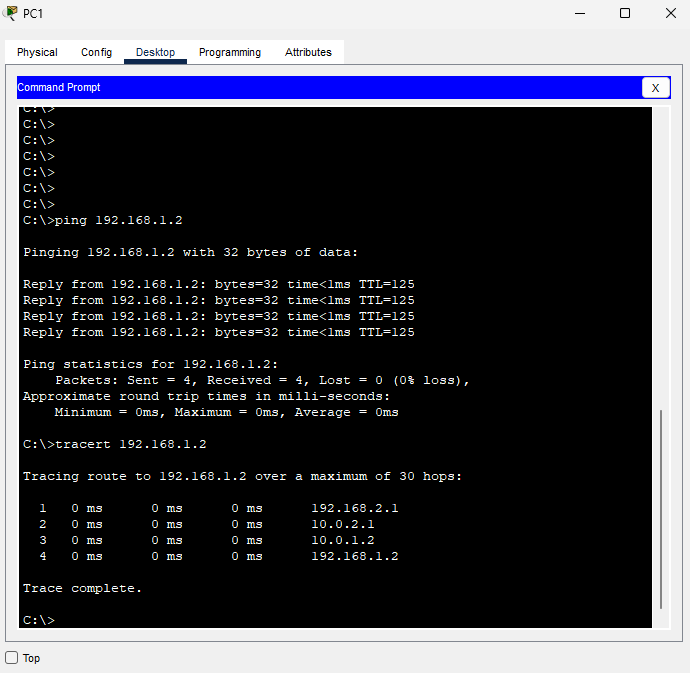 PC1
Physical Config Desktop Programming Attributes
Command Prompt X
C:\>
C:\>
C:\>
C:\>
C:\>
C:\>
C:\>
C:\>ping 192.168.1.2
Pinging 192.168.1.2 with 32 bytes of data:
Reply from 192.168.1.2: bytes=32 time<1ms TTL=125
Reply from 192.168.1.2: bytes=32 time<1ms TTL=125
Reply from 192.168.1.2: bytes=32 time<1ms TTL=125
Reply from 192.168.1.2: bytes=32 time<1ms TTL=125
Ping statistics for 192.168.1.2:
Packets: Sent = 4, Received = 4, Lost = 0 (0% loss),
Approximate round trip times in milli-seconds:
Minimum = 0ms, Maximum = 0ms, Average = 0ms
C:\>tracert 192.168.1.2
Tracing route to 192.168.1.2 over a maximum of 30 hops:
1 0 ms 0 ms 0 ms 192.168.2.1
2 0 ms 0 ms 0 ms 10.0.2.1
3 0 ms 0 ms 0 ms 10.0.1.2
4 0 ms 0 ms 0 ms 192.168.1.2
Trace complete.
C:\>
Top